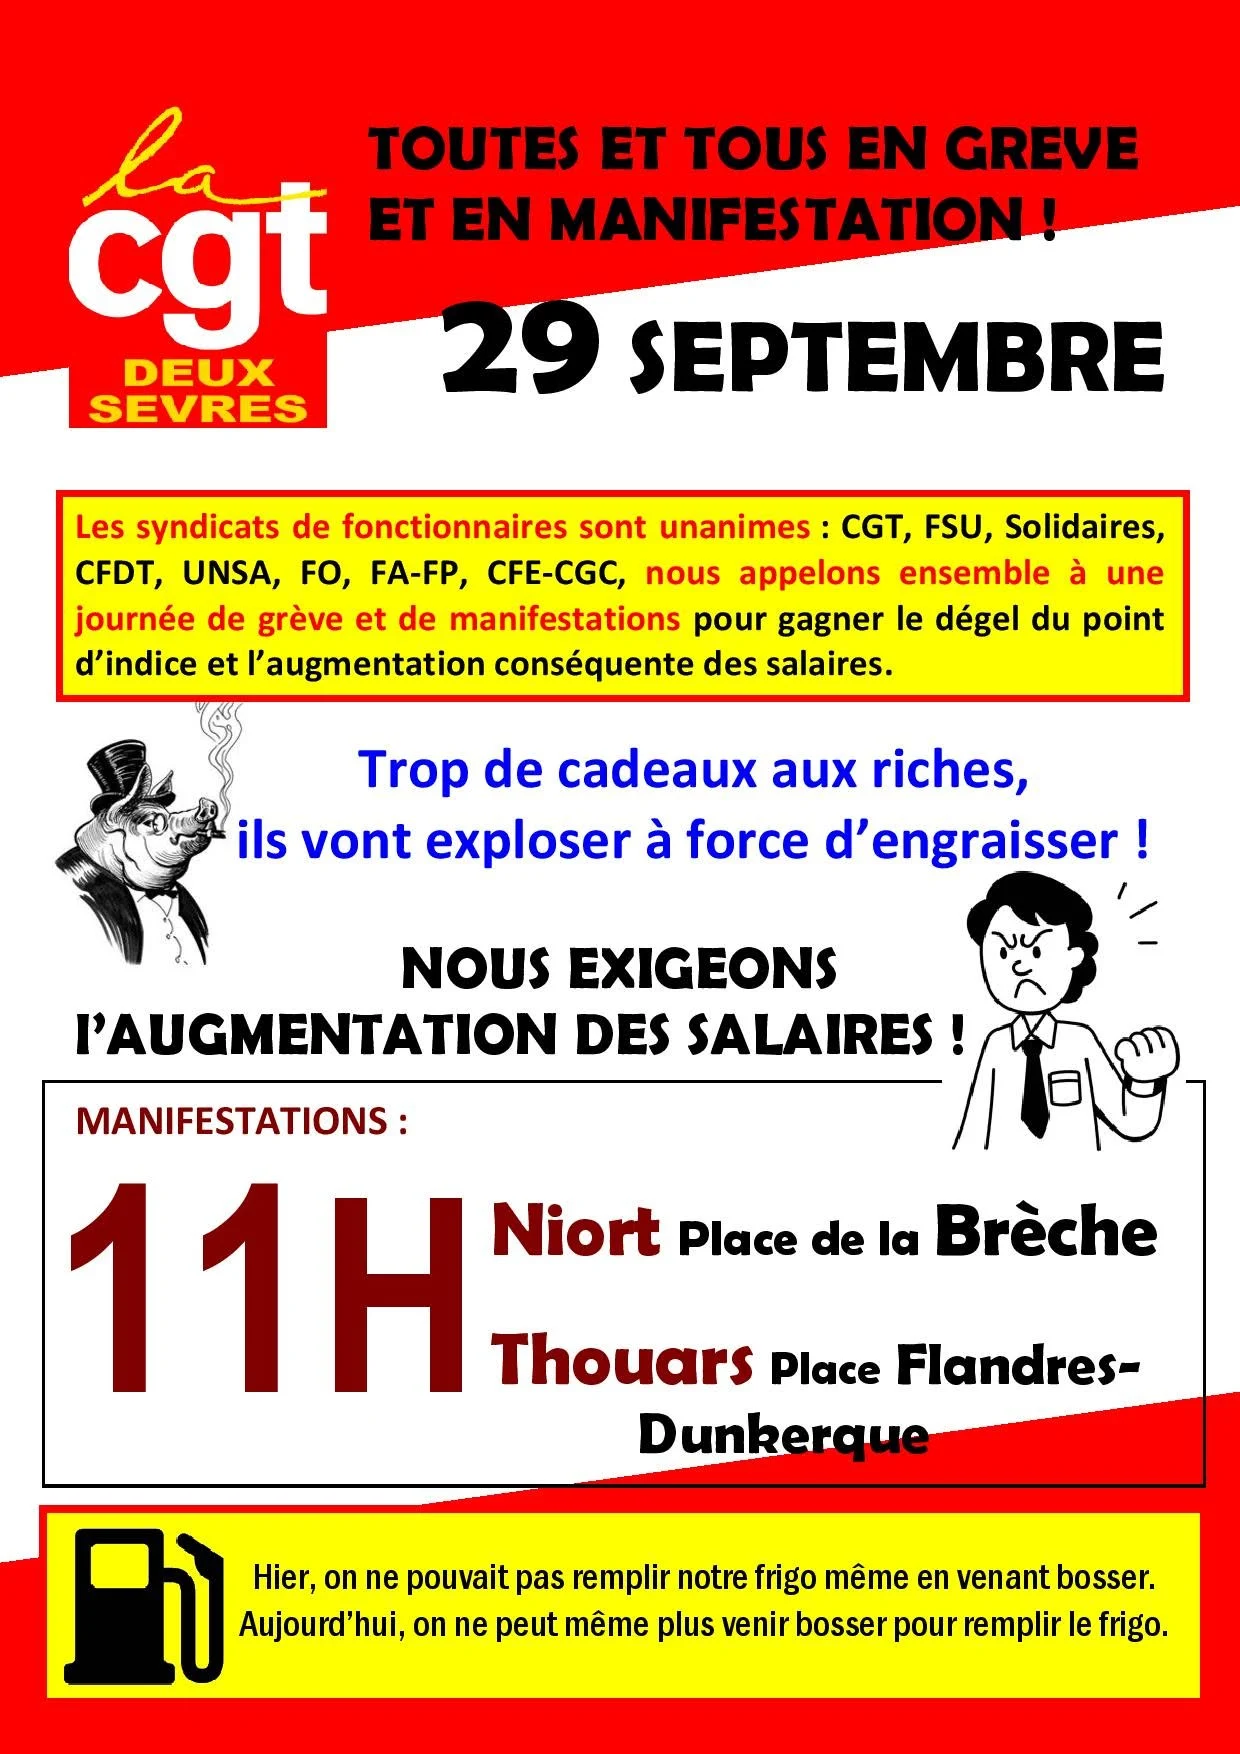 la
cgt
DEUX
SEVRES
TOUTES ET TOUS EN GREVE
ET EN MANIFESTATION !
29 SEPTEMBRE
Les syndicats de fonctionnaires sont unanimes : CGT, FSU, Solidaires,
CFDT, UNSA, FO, FA-FP, CFE-CGC, nous appelons ensemble à une
journée de grève et de manifestations pour gagner le dégel du point
d’indice et l’augmentation conséquente des salaires.
Trop de cadeaux aux riches,
ils vont exploser à force d’engraisser !
NOUS EXIGEONS
l’AUGMENTATION DES SALAIRES !
MANIFESTATIONS :
11H
Niort Place de la Brèche
Thouars Place Flandres-
Dunkerque
Hier, on ne pouvait pas remplir notre frigo même en venant bosser.
Aujourd’hui, on ne peut même plus venir bosser pour remplir le frigo.